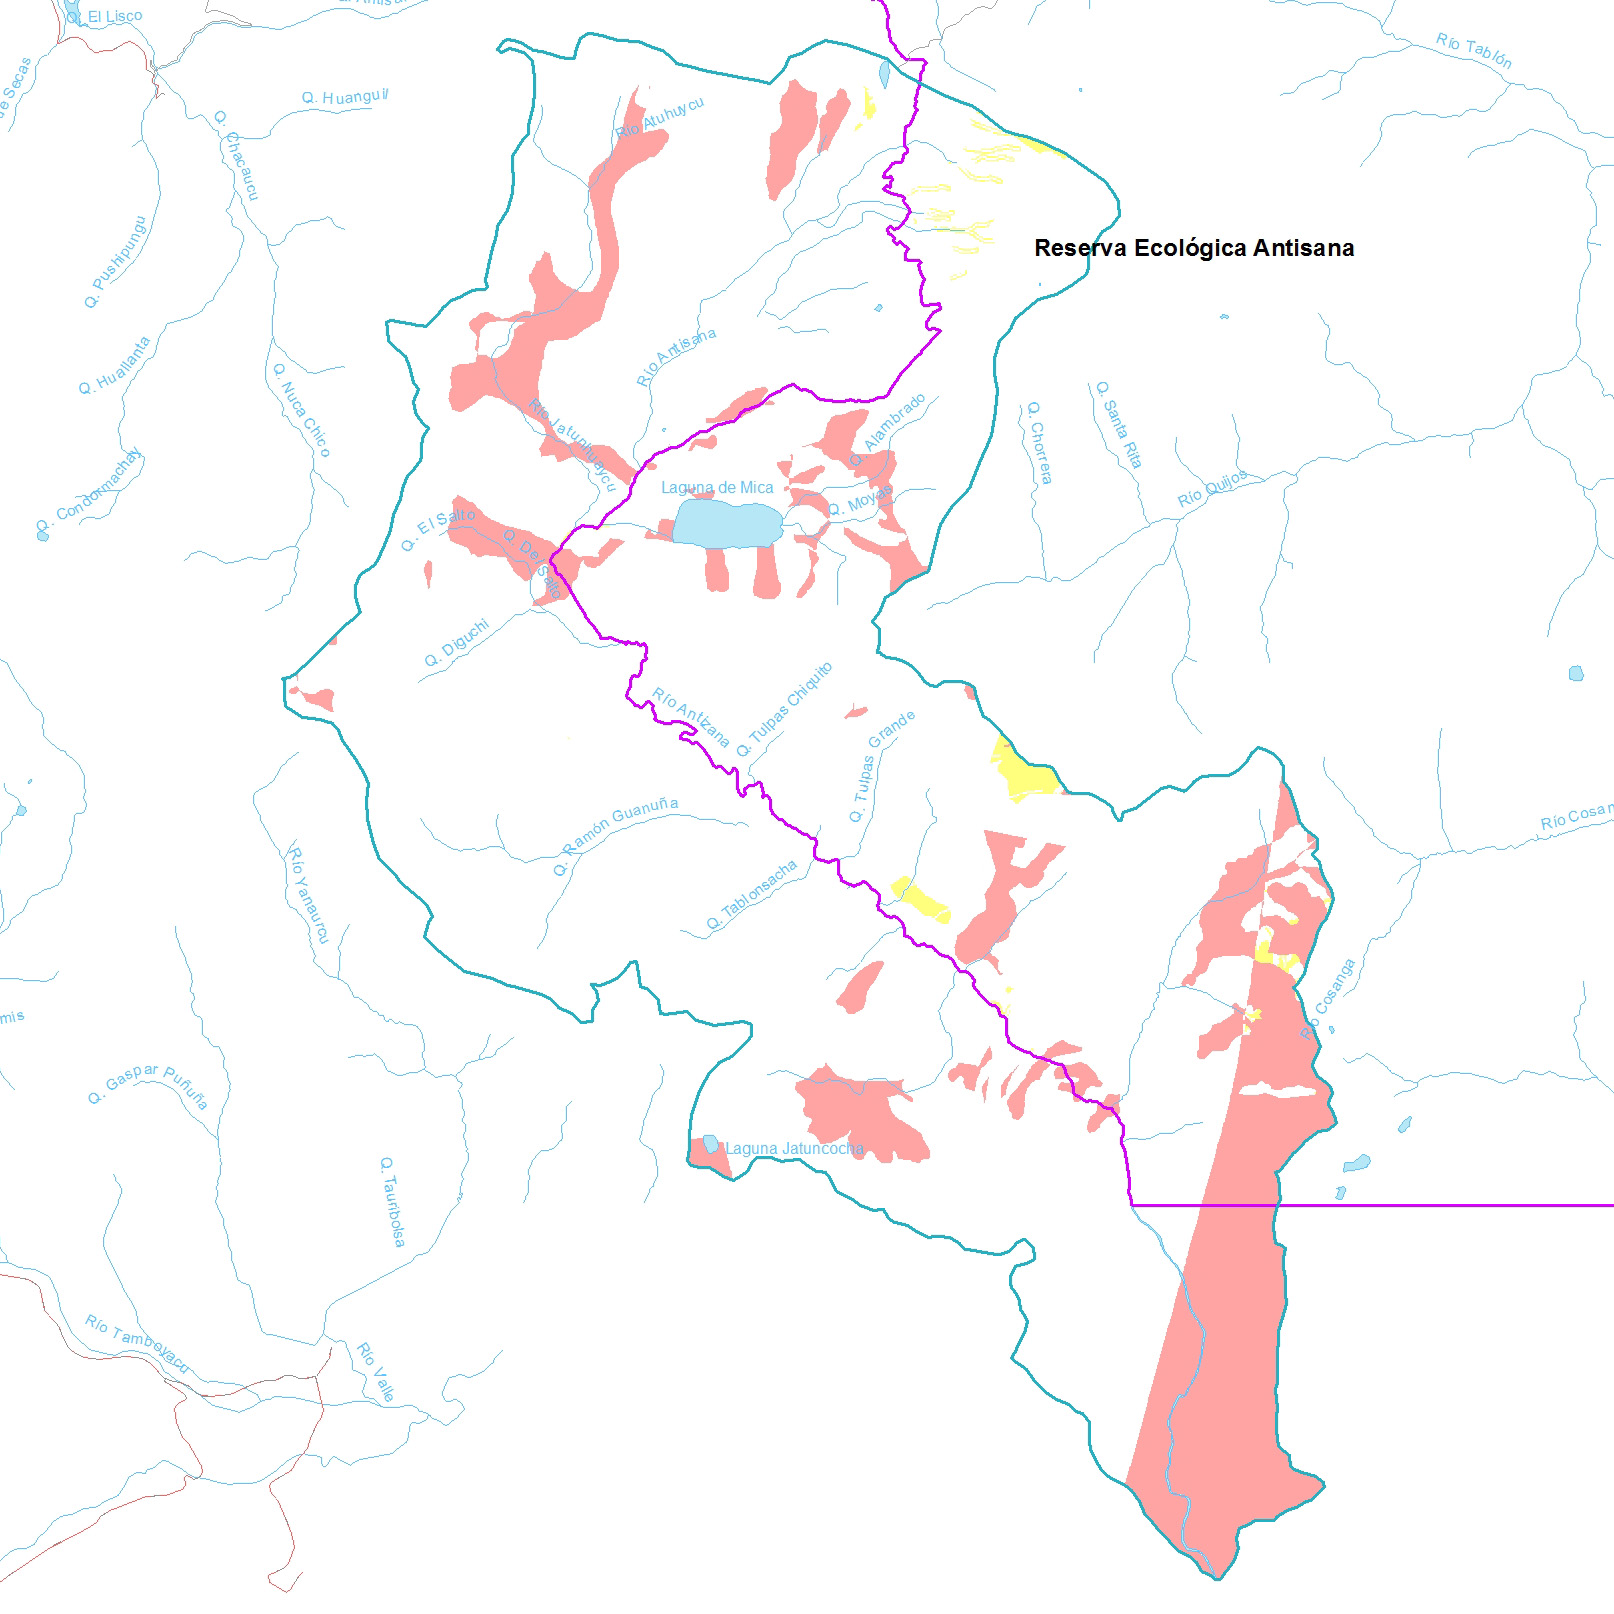 Q. El Lisco
Río Tablón
Q. Huanguil
Río Atuhuycu
Q. Chacaucu
Q. Pushipungu
Reserva Ecológica Antisana
Q. Huallanta
Río Antisana
Q. Nuca Chico
Q. Alambrado
Q. Chorrera
Q. Santa Rita
Río Jatunhuaycu
Q. Condormachay
Laguna de Mica
Q. Moyas
Río Quijos
Q. El Salto
Q. Del Salto
Q. Diguchi
Río Antizana
Q. Tulpas Chiquito
Q. Tulpas Grande
Q. Ramón Guanuña
Río Cosan
Q. Tablonsacha
Río Yanaurcu
Río Cosanga
mis
Q. Gaspar Puñuña
Laguna Jatuncocha
Q. Tauribolsa
Río Tamboyacu
Río Valle